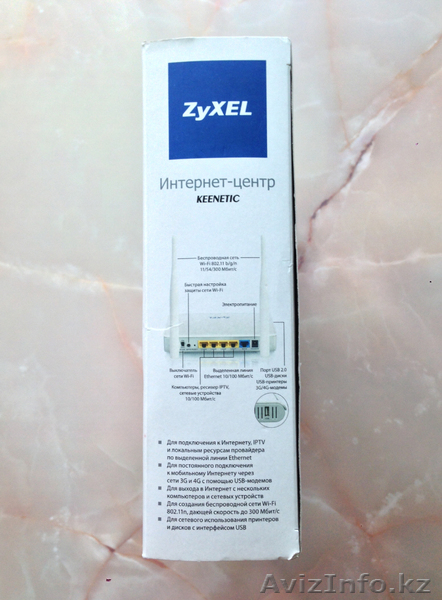 ZyXEL
Интернет-центр
KEENETIC
Беспроводная сеть
Wi-Fi 802.11 b/g/n
11/54/300 Мбит/с
Быстрая настройка
защиты сети Wi-Fi
Электропитание
Выключатель
сети Wi-Fi
Выделенная линия
Ethernet 10/100 Мбит/с
Порт USB 2.0
USB-диски
USB-принтеры
3G/4G-модемы
Компьютеры, ресивер IPTV,
сетевые устройства
10/100 Мбит/с
Для подключения к Интернету, IPTV
и локальным ресурсам провайдера
по выделенной линии Ethernet
Для постоянного подключения
к мобильному Интернету через
сети 3G и 4G с помощью USB-модемов
Для выхода в Интернет с нескольких
компьютеров и сетевых устройств
Для создания беспроводной сети Wi-Fi
802.11n, дающей скорость до 300 Мбит/с
Для сетевого использования принтеров
и дисков с интерфейсом USB
AvizInfo.kz